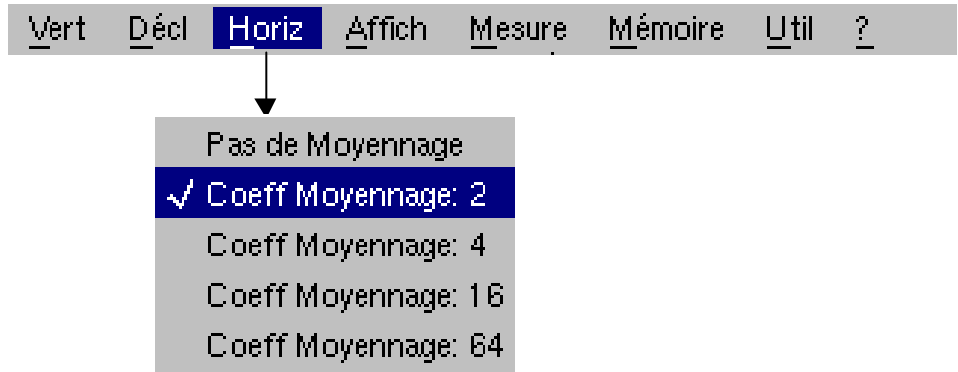 Vert Décl Horiz Affich Mesure Mémoire Util ?
Pas de Moyennage
✓ Coeff Moyennage: 2
Coeff Moyennage: 4
Coeff Moyennage: 16
Coeff Moyennage: 64